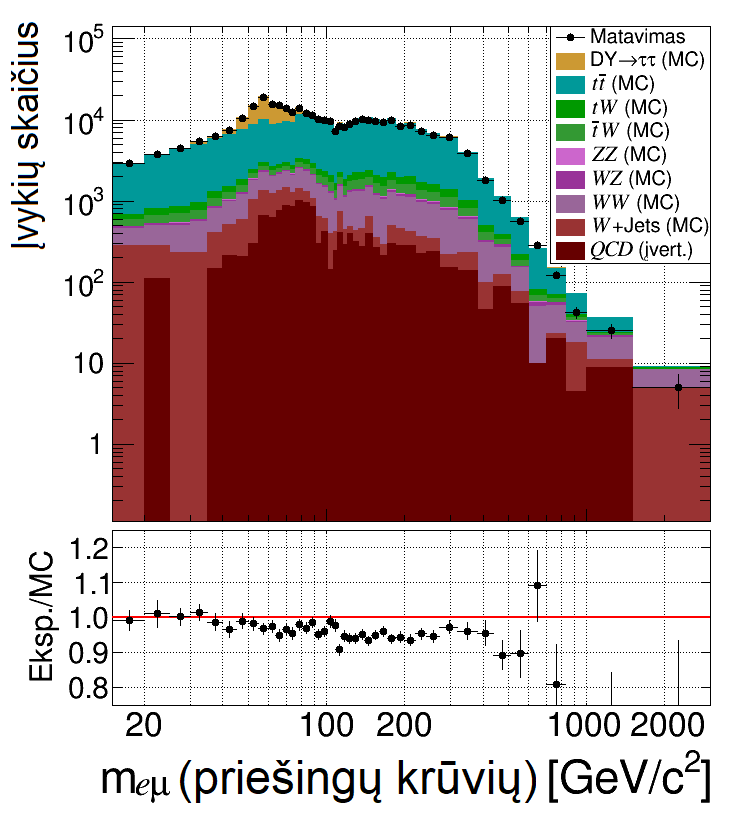 Įvykių skaičius
10⁵
10⁴
10³
10²
10
1
Matavimas
DY→ττ (MC)
tt̄ (MC)
tW (MC)
t̄W (MC)
ZZ (MC)
WZ (MC)
WW (MC)
W+Jets (MC)
QCD (įvert.)
Eksp./MC
1.2
1.1
1.0
0.9
0.8
20 100 200 1000 2000
m_eμ (priešingų krūvių) [GeV/c²]